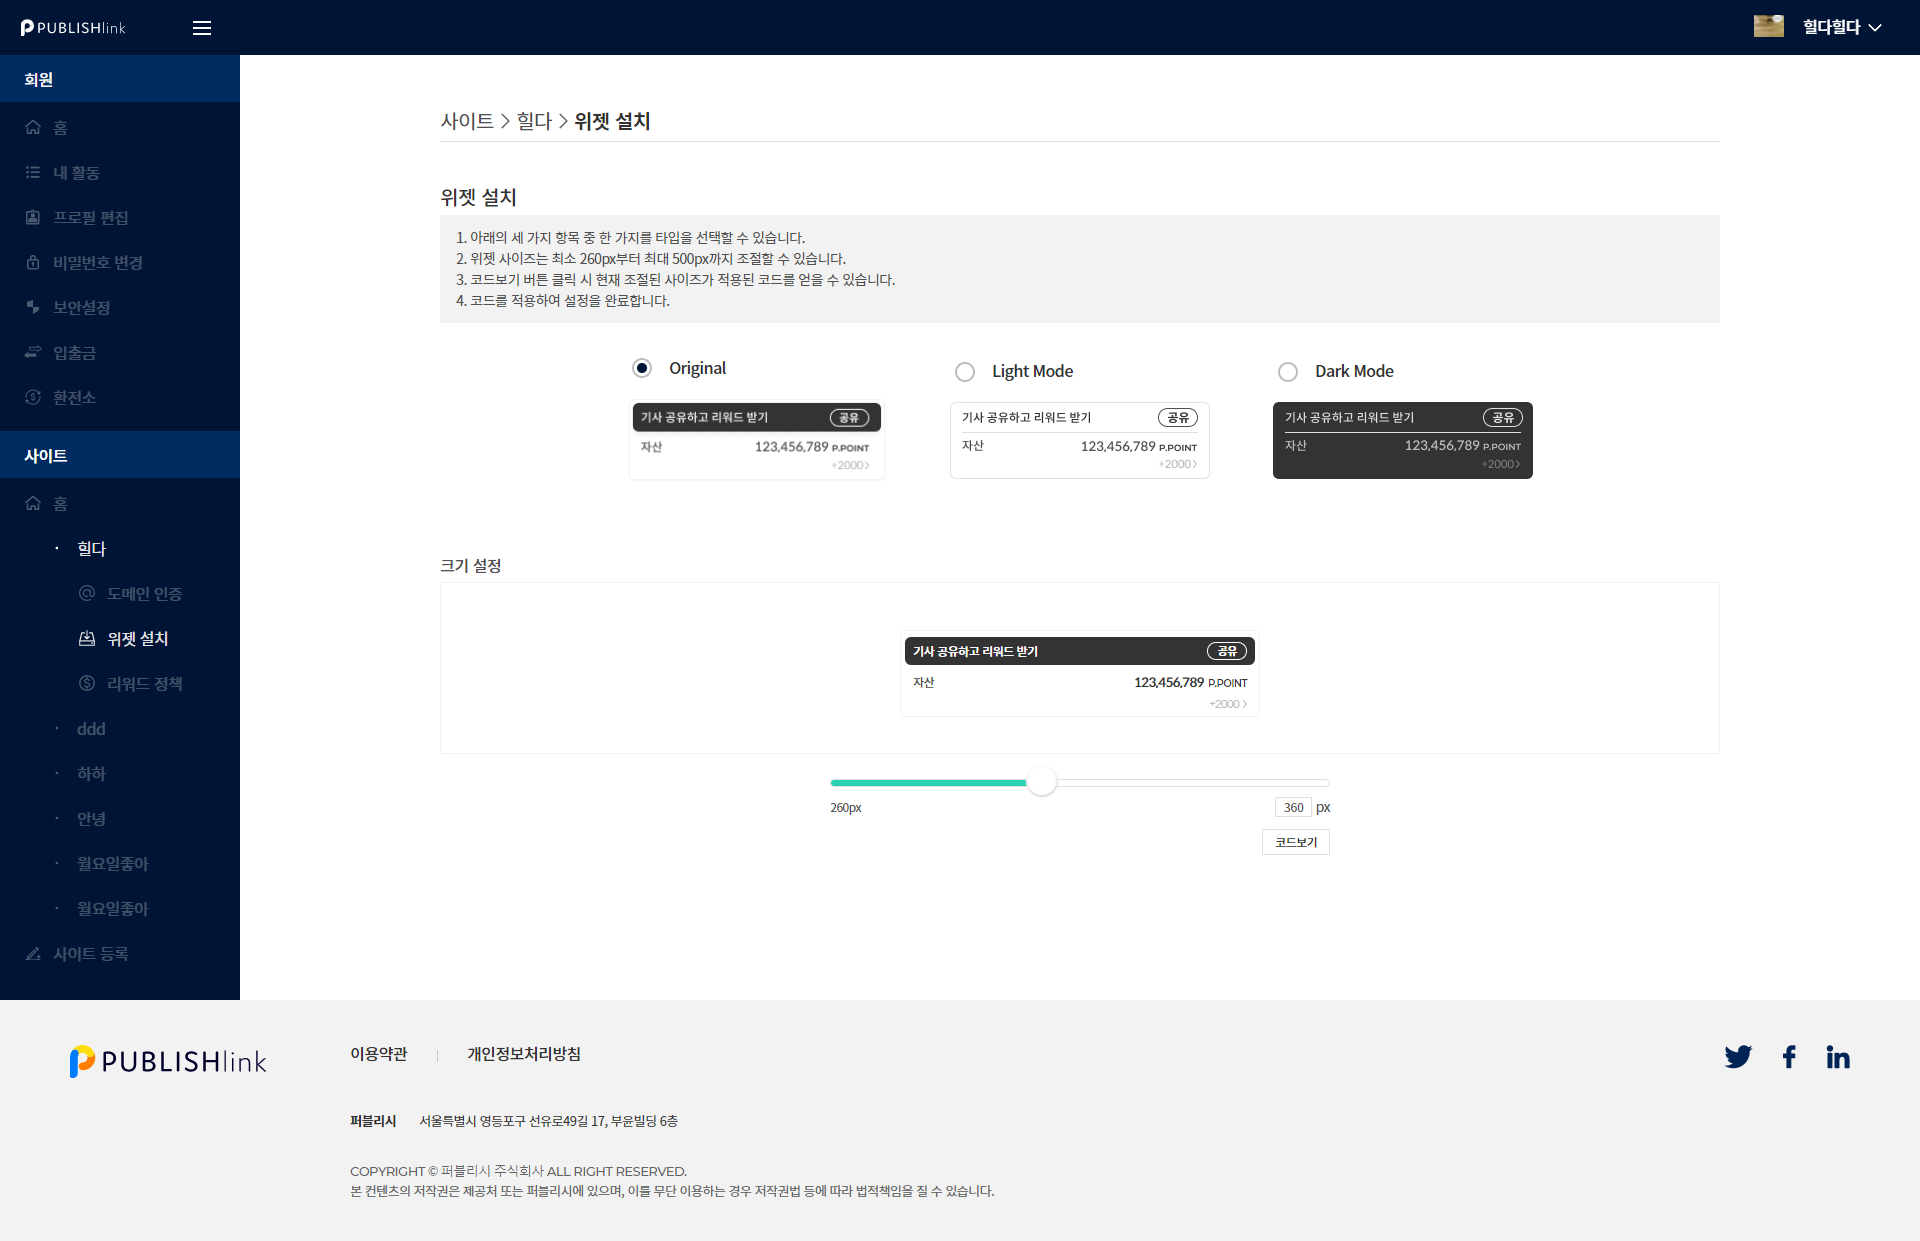 PUBLISHlink
힐다힐다
회원
홈
내 활동
프로필 편집
비밀번호 변경
보안설정
입출금
환전소
사이트
홈
· 힐다
도메인 인증
위젯 설치
리워드 정책
· ddd
· 하하
· 안녕
· 월요일좋아
· 월요일좋아
사이트 등록
사이트 > 힐다 > 위젯 설치
위젯 설치
1. 아래의 세 가지 항목 중 한 가지를 타입을 선택할 수 있습니다.
2. 위젯 사이즈는 최소 260px부터 최대 500px까지 조절할 수 있습니다.
3. 코드보기 버튼 클릭 시 현재 조절된 사이즈가 적용된 코드를 얻을 수 있습니다.
4. 코드를 적용하여 설정을 완료합니다.
Original
기사 공유하고 리워드 받기 공유
자산 123,456,789 P.POINT
+2000 >
Light Mode
기사 공유하고 리워드 받기 공유
자산 123,456,789 P.POINT
+2000 >
Dark Mode
기사 공유하고 리워드 받기 공유
자산 123,456,789 P.POINT
+2000 >
크기 설정
기사 공유하고 리워드 받기 공유
자산 123,456,789 P.POINT
+2000 >
260px 360 px
코드보기
PUBLISHlink
이용약관 | 개인정보처리방침
퍼블리시 서울특별시 영등포구 선유로49길 17, 부윤빌딩 6층
COPYRIGHT © 퍼블리시 주식회사 ALL RIGHT RESERVED.
본 컨텐츠의 저작권은 제공처 또는 퍼블리시에 있으며, 이를 무단 이용하는 경우 저작권법 등에 따라 법적책임을 질 수 있습니다.